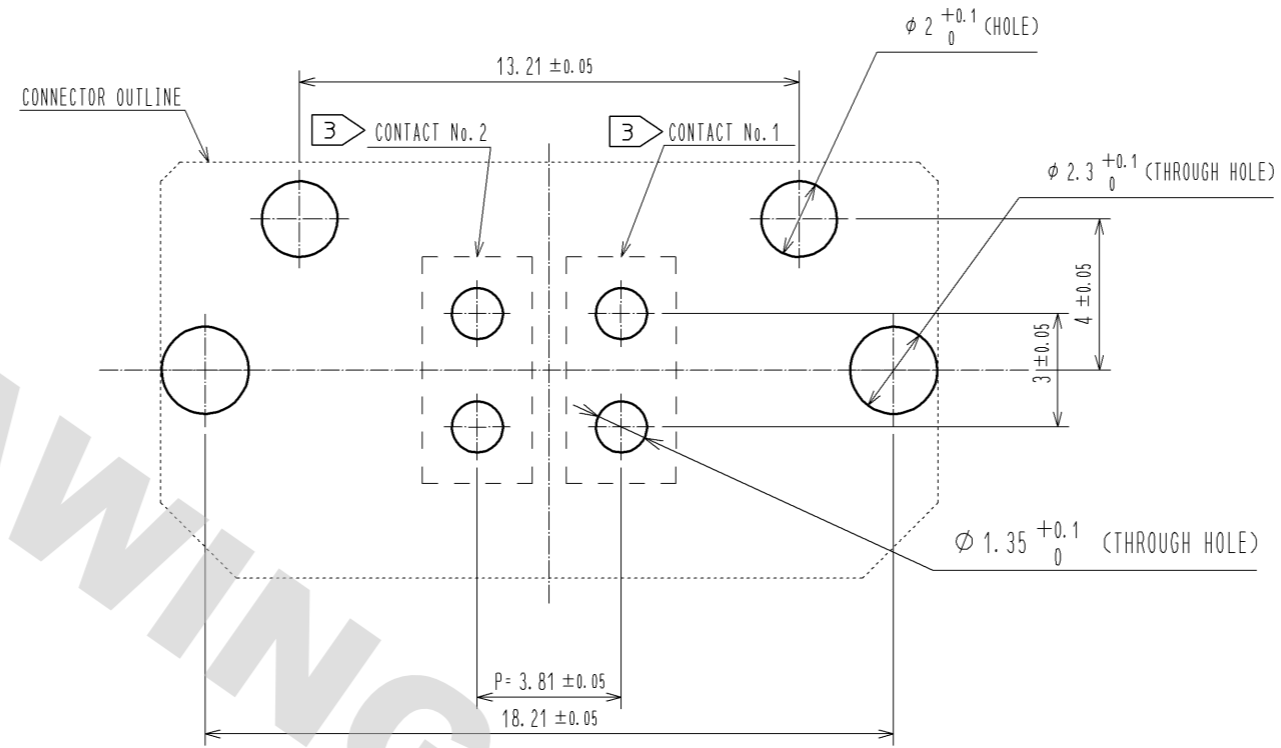 φ 2 +0.1 0 (HOLE)
13.21 ±0.05
CONNECTOR OUTLINE
3 CONTACT No.2
3 CONTACT No.1
φ 2.3 +0.1 0 (THROUGH HOLE)
4 ±0.05
3 ±0.05
φ 1.35 +0.1 0 (THROUGH HOLE)
P= 3.81 ±0.05
18.21 ±0.05
AWING